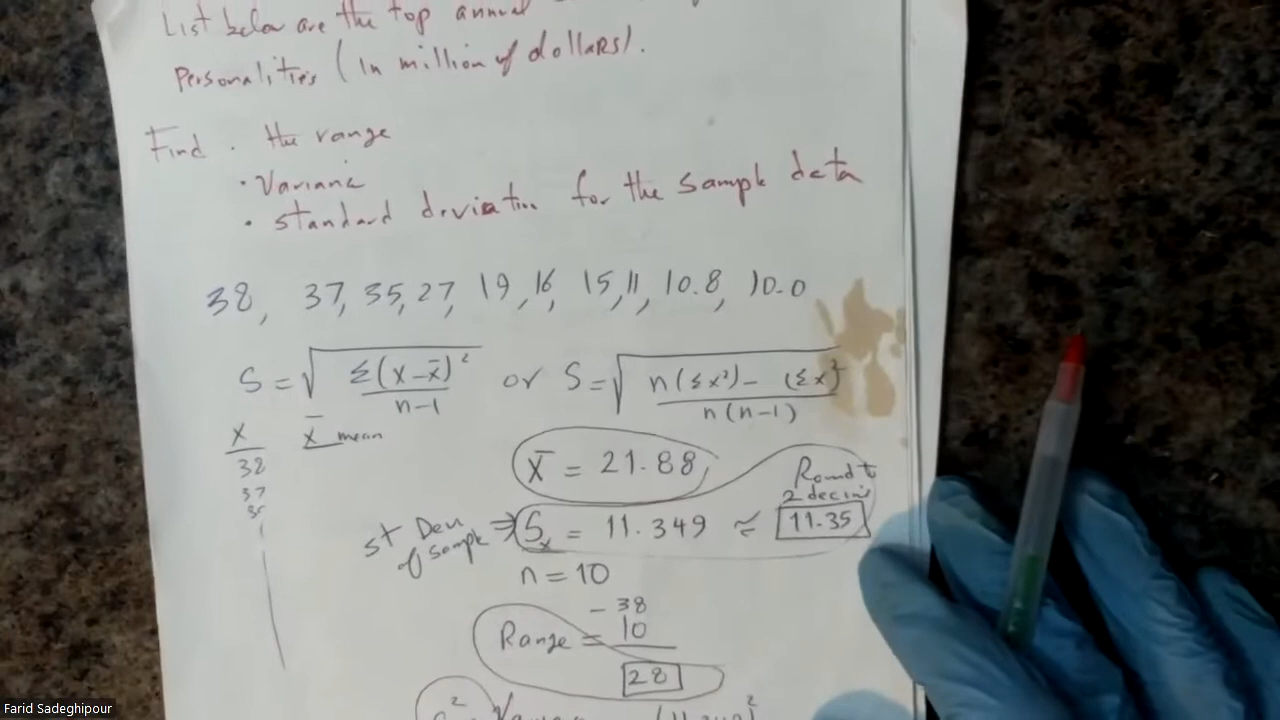 List below are the top annual
Personalities (In million of dollars).
Find . the range
· Variance
· standard deviation for the sample data
38, 37, 35, 27, 19, 16, 15, 11, 10.8, 10.0
S = √ Σ(x-x̄)² / n-1 or S = √ n(Σx²) - (Σx)² / n(n-1)
X x̄ mean
38
37
x̄ = 21.88
Round to
2 decim
st Dev of sample ⇒ Sx = 11.349 ≈ 11.35
n = 10
- 38
Range = 10
28
Farid Sadeghipour